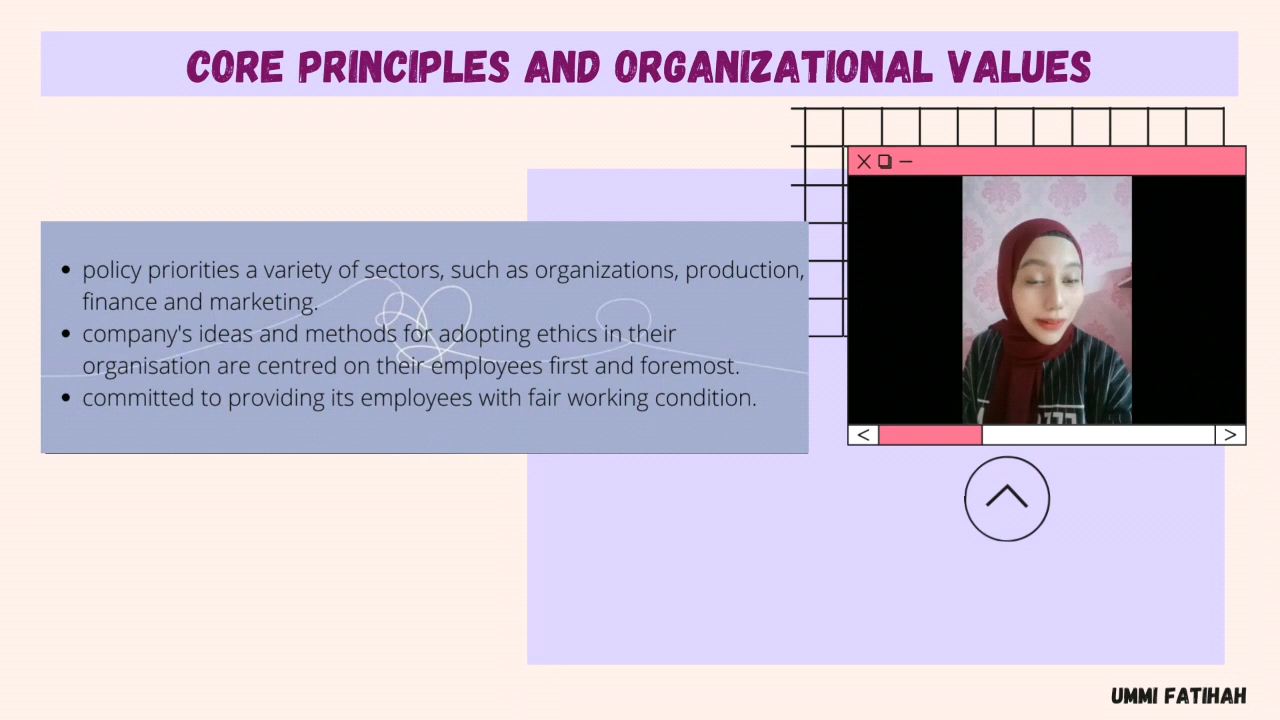 CORE PRINCIPLES AND ORGANIZATIONAL VALUES
policy priorities a variety of sectors, such as organizations, production,
finance and marketing.
company's ideas and methods for adopting ethics in their
organisation are centred on their employees first and foremost.
committed to providing its employees with fair working condition.
UMMI FATIHAH